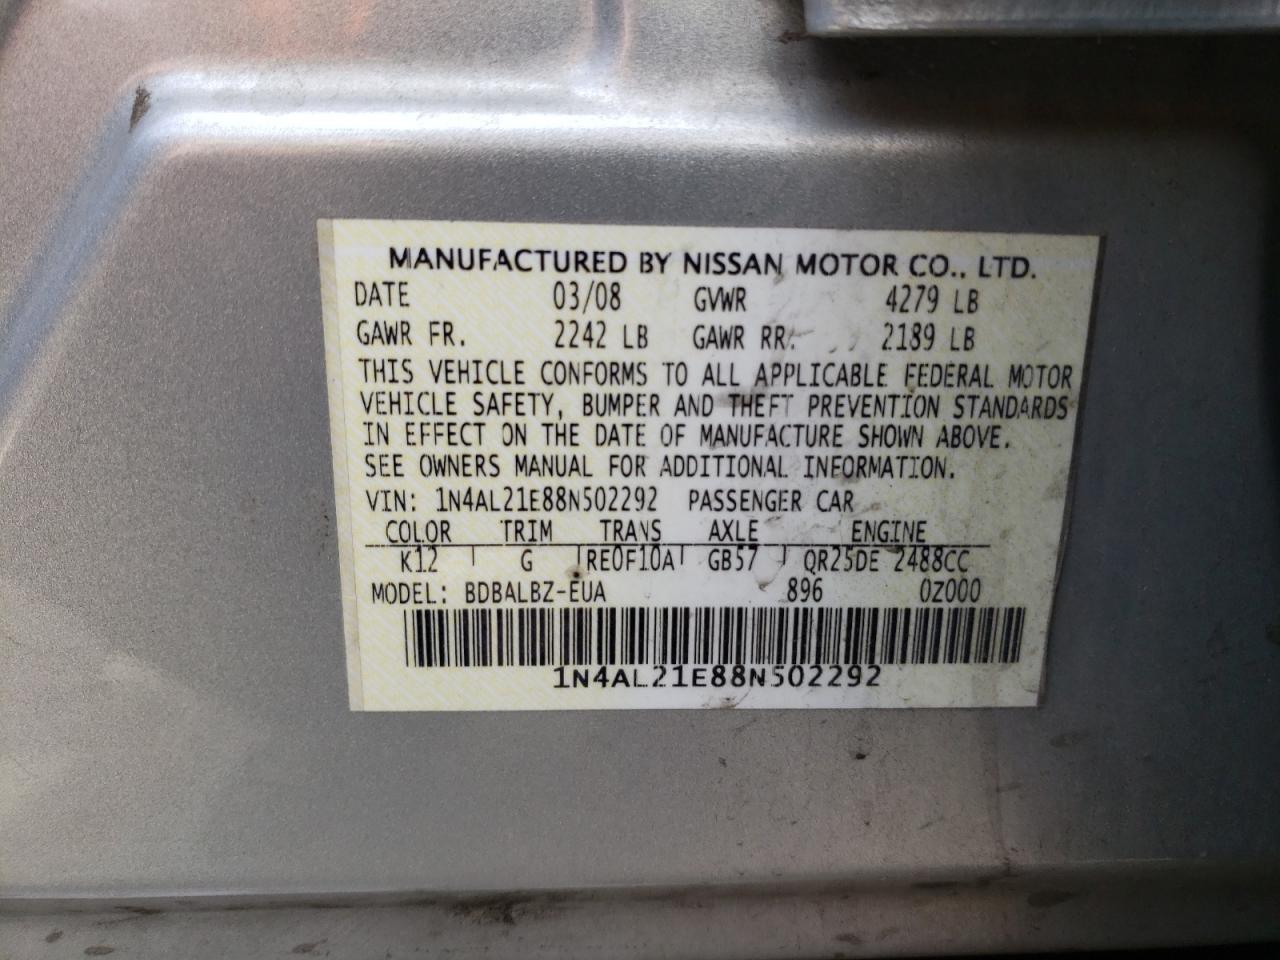 MANUFACTURED BY NISSAN MOTOR CO., LTD.
DATE 03/08 GVWR 4279 LB
GAWR FR. 2242 LB GAWR RR. 2189 LB
THIS VEHICLE CONFORMS TO ALL APPLICABLE FEDERAL MOTOR
VEHICLE SAFETY, BUMPER AND THEFT PREVENTION STANDARDS
IN EFFECT ON THE DATE OF MANUFACTURE SHOWN ABOVE.
SEE OWNERS MANUAL FOR ADDITIONAL INFORMATION.
VIN: 1N4AL21E88N502292 PASSENGER CAR
COLOR TRIM TRANS AXLE ENGINE
K12 G RE0F10A GB57 QR25DE 2488CC
MODEL: BDBALBZ-EUA 896 0Z000
1N4AL21E88N502292